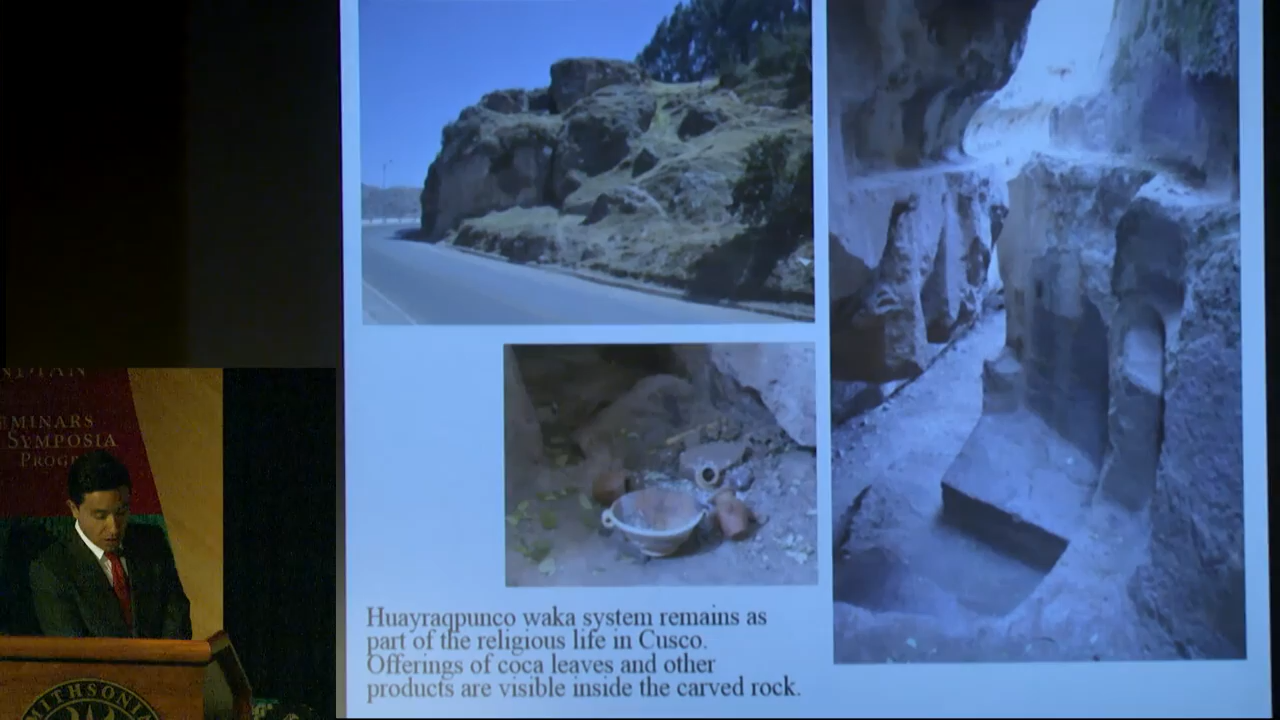 EMINARS
SYMPOSIA
PROGR
Huayraqpunco waka system remains as
part of the religious life in Cusco.
Offerings of coca leaves and other
products are visible inside the carved rock.
MITHSONIA